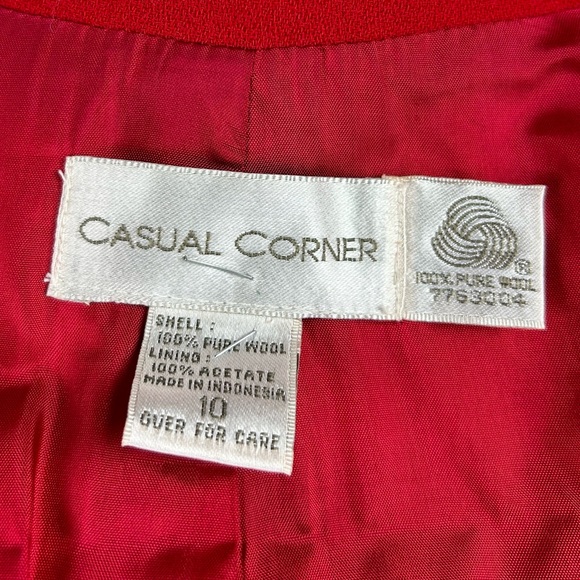 CASUAL CORNER
®
100% PURE WOOL
7763004
SHELL :
100% PURE WOOL
LINING :
100% ACETATE
MADE IN INDONESIA
10
OVER FOR CARE